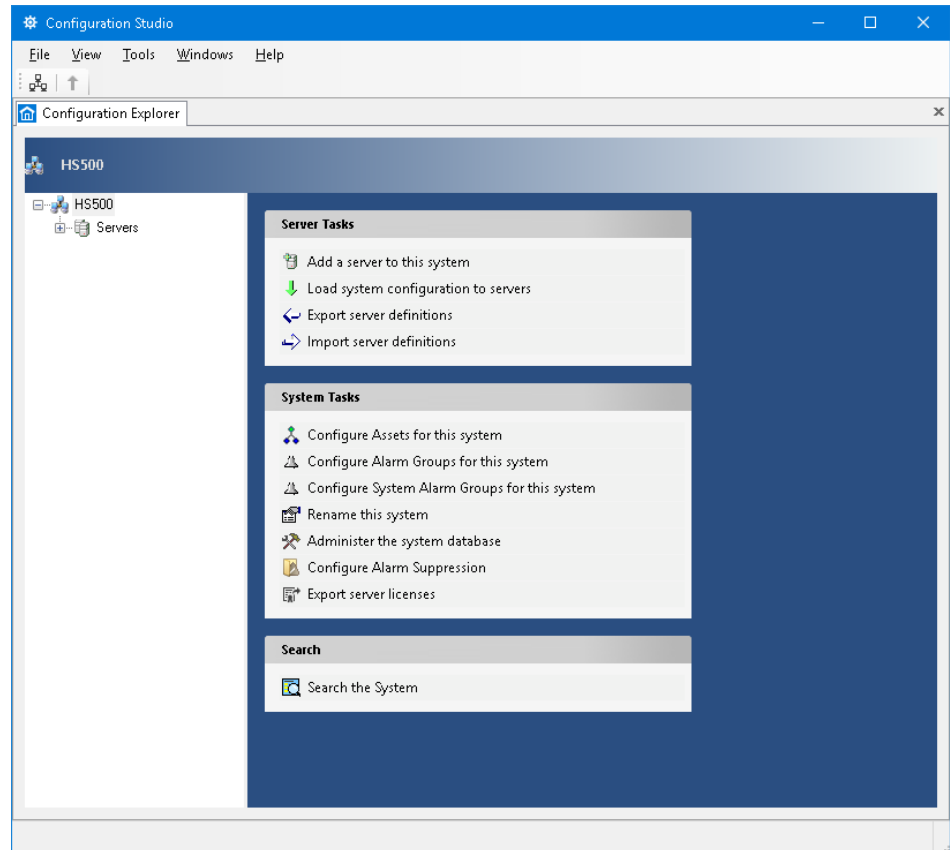 Configuration Studio
File View Tools Windows Help
Configuration Explorer
HS500
HS500
Servers
Server Tasks
Add a server to this system
Load system configuration to servers
Export server definitions
Import server definitions
System Tasks
Configure Assets for this system
Configure Alarm Groups for this system
Configure System Alarm Groups for this system
Rename this system
Administer the system database
Configure Alarm Suppression
Export server licenses
Search
Search the System